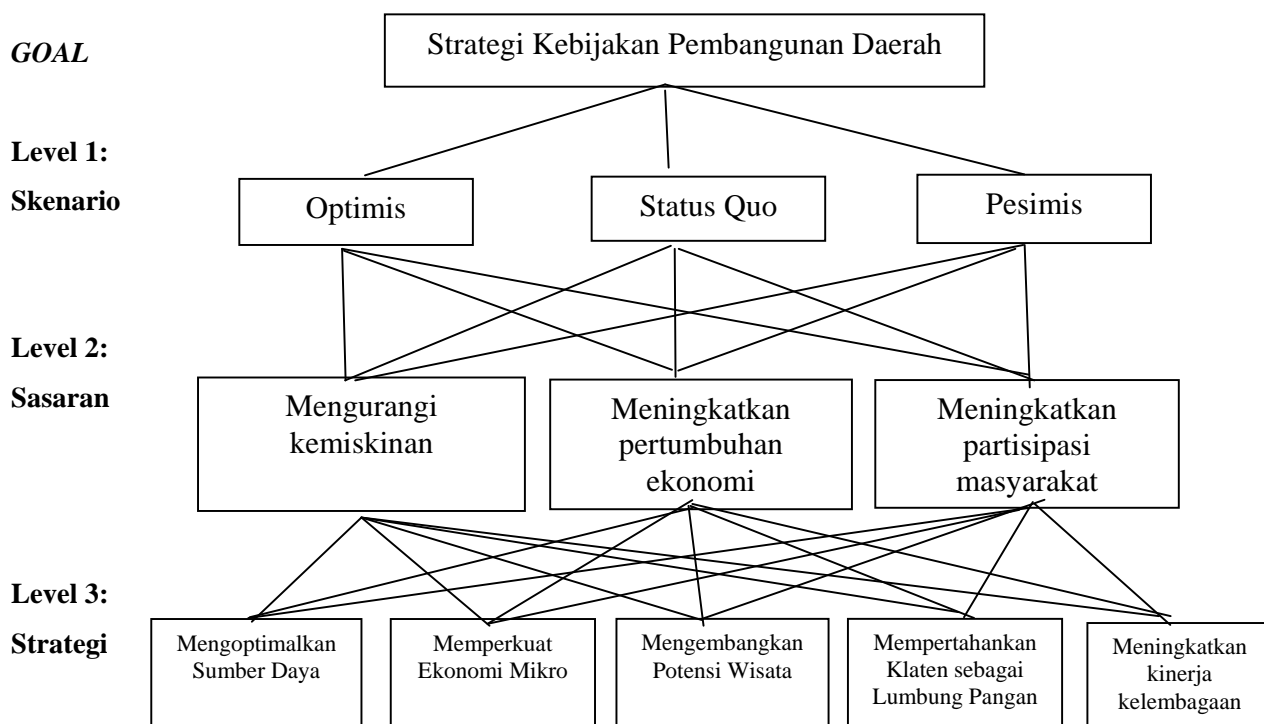 GOAL
Strategi Kebijakan Pembangunan Daerah
Level 1:
Skenario
Optimis
Status Quo
Pesimis
Level 2:
Sasaran
Mengurangi
kemiskinan
Meningkatkan
pertumbuhan
ekonomi
Meningkatkan
partisipasi
masyarakat
Level 3:
Strategi
Mengoptimalkan
Sumber Daya
Memperkuat
Ekonomi Mikro
Mengembangkan
Potensi Wisata
Mempertahankan
Klaten sebagai
Lumbung Pangan
Meningkatkan
kinerja
kelembagaan